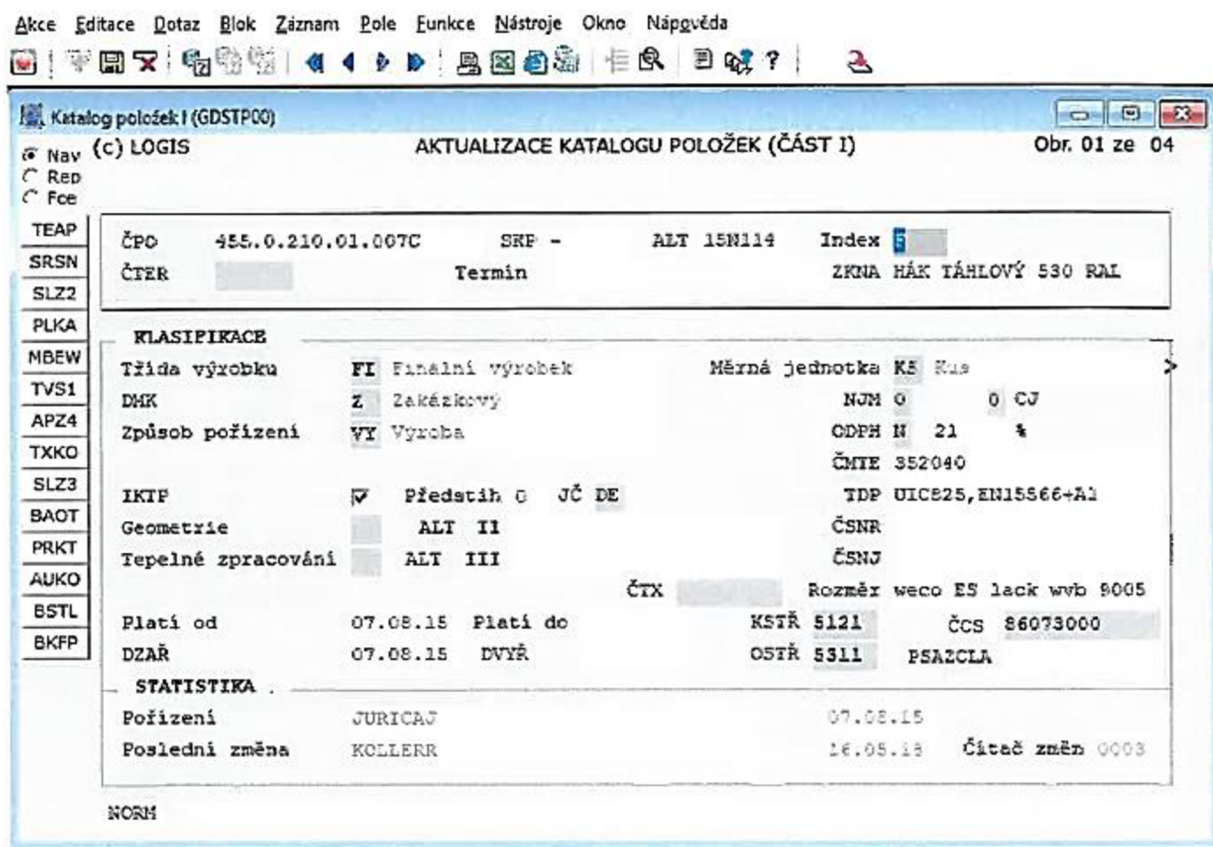 Akce Editace Dotaz Blok Záznam Pole Funkce Nástroje Okno Nápověda
Katalog položek I (GDSTP00)
Nav (c) LOGIS AKTUALIZACE KATALOGU POLOŽEK (ČÁST I) Obr. 01 ze 04
Rep
Fce
TEAP
SRSN
SLZ2
PLKA
MBEW
TVS1
APZ4
TXKO
SLZ3
BAOT
PRKT
AUKO
BSTL
BKFP
ČPO 455.0.210.01.007C SKP - ALT 15N114 Index
ČTER Termín ZKNA HÁK TÁHLOVÝ 530 RAL
KLASIFIKACE
Třída výrobku FI Finální výrobek Měrná jednotka KS Kus >
DMK Z Zakázkový NJM 0 0 CJ
Způsob pořízení VY Výroba ODPH N 21 %
ČMTE 352040
IKTP Předstih 0 JČ DE TDP UIC825,EN15566+A1
Geometrie ALT II ČSNR
Tepelné zpracování ALT III ČSNJ
ČTX Rozměr weco ES lack wvb 9005
Platí od 07.08.15 Platí do KSTŘ 5121 ČCS 86073000
DZAŘ 07.08.15 DVYŘ OSTŘ 5311 PSAZCLA
STATISTIKA
Pořízení JURICAJ 07.08.15
Poslední změna KOLLERR 16.05.18 Čítač změn 0003
NORM